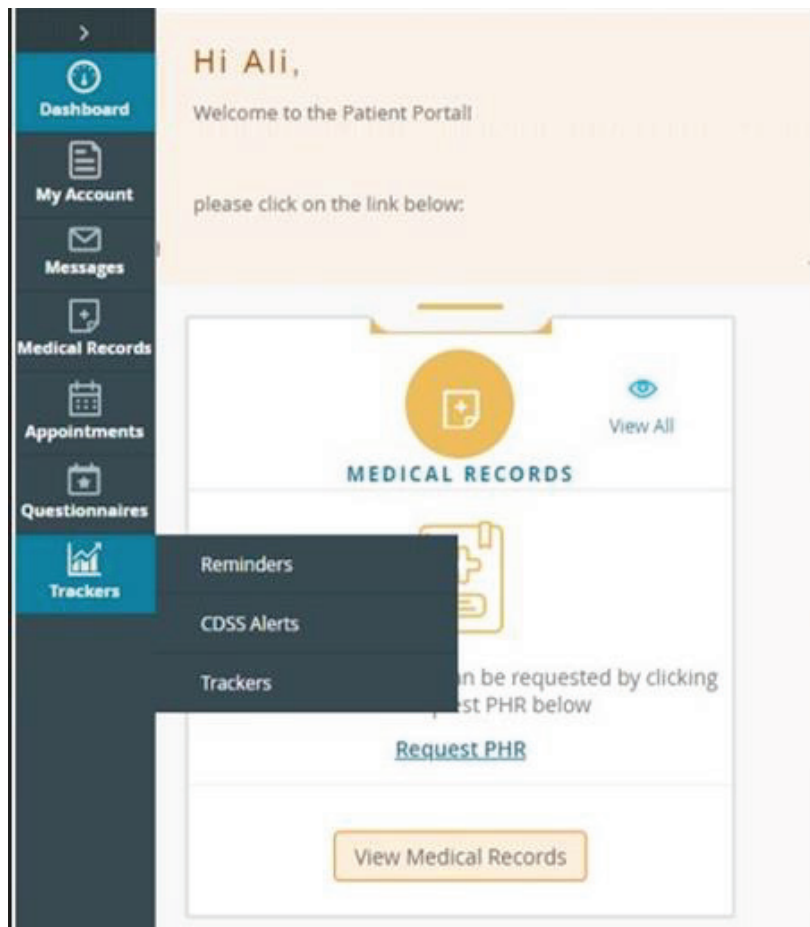 Dashboard
My Account
Messages
Medical Records
Appointments
Questionnaires
Trackers
Reminders
CDSS Alerts
Trackers
Hi Ali,
Welcome to the Patient Portal!
please click on the link below:
View All
MEDICAL RECORDS
be requested by clicking
PHR below
Request PHR
View Medical Records